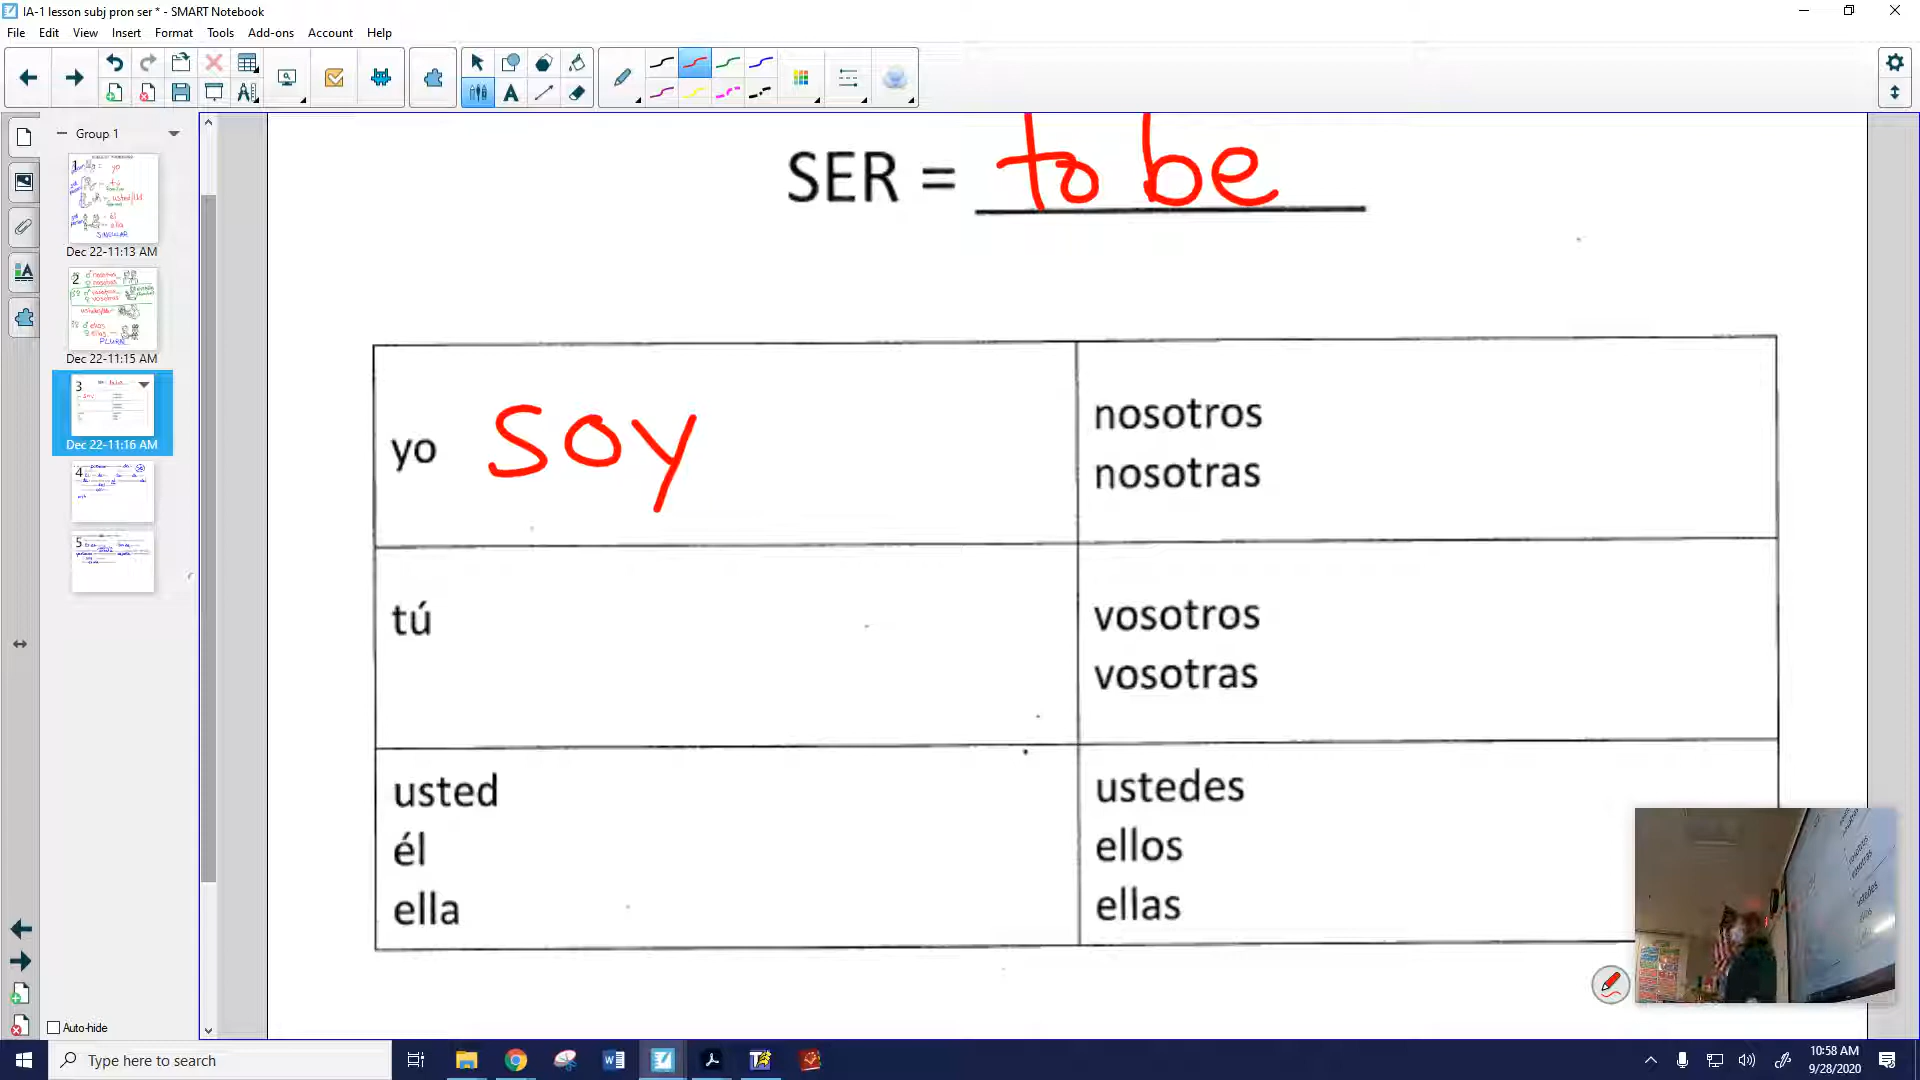 IA-1 lesson subj pron ser * - SMART Notebook
File Edit View Insert Format Tools Add-ons Account Help
Group 1
Dec 22-11:13 AM
Dec 22-11:15 AM
Dec 22-11:16 AM
SER = to be
yo soy
nosotros
nosotras
tú
vosotros
vosotras
usted
él
ella
ustedes
ellos
ellas
Auto-hide
Type here to search
10:58 AM
9/28/2020